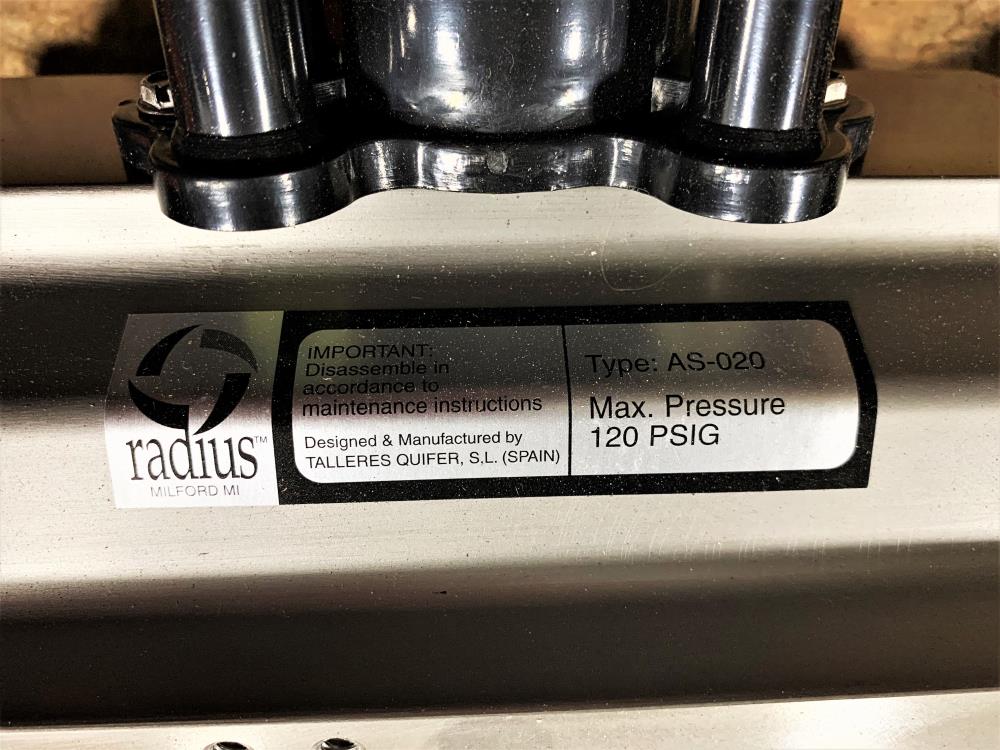 radius™
MILFORD MI
IMPORTANT:
Disassemble in
accordance to
maintenance instructions
Designed & Manufactured by
TALLERES QUIFER, S,L. (SPAIN)
Type: AS-020
Max. Pressure
120 PSIG